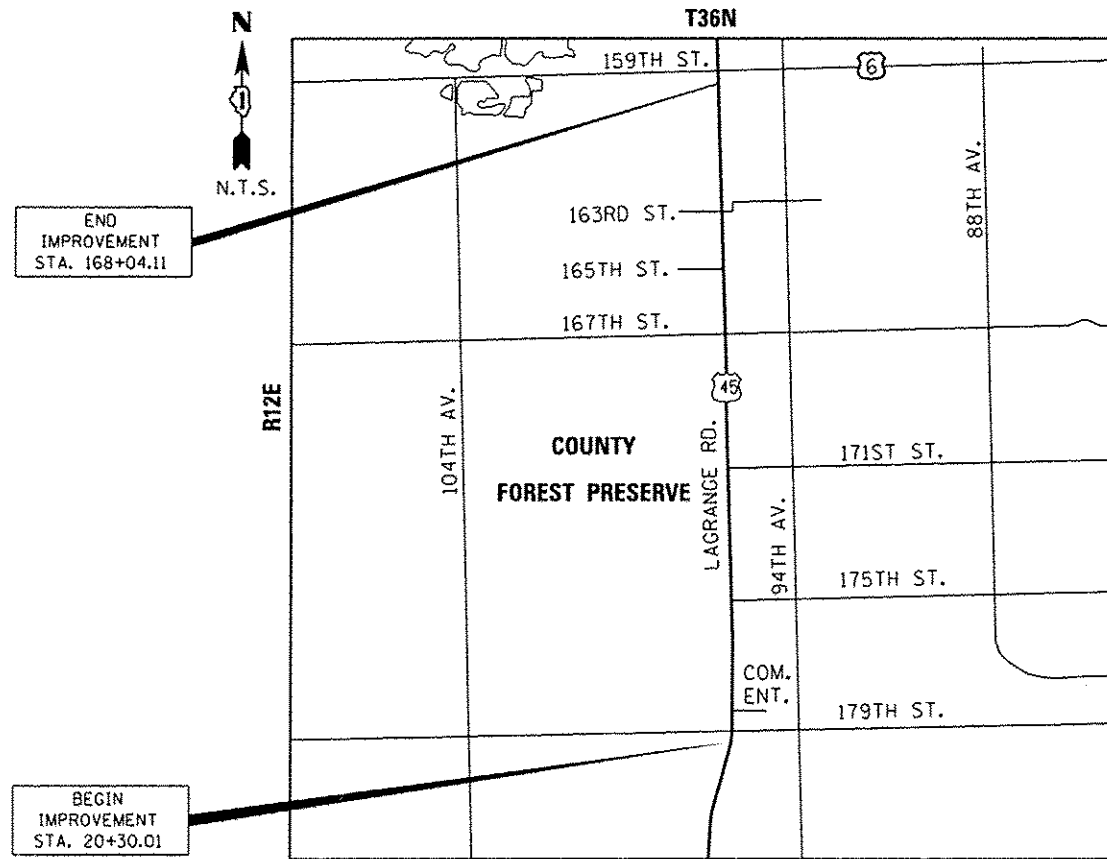 T36N
N
1
N.T.S.
159TH ST.
6
END
IMPROVEMENT
STA. 168+04.11
163RD ST.
88TH AV.
165TH ST.
167TH ST.
R12E
45
104TH AV.
COUNTY
FOREST PRESERVE
LAGRANGE RD.
171ST ST.
94TH AV.
175TH ST.
COM.
ENT.
179TH ST.
BEGIN
IMPROVEMENT
STA. 20+30.01